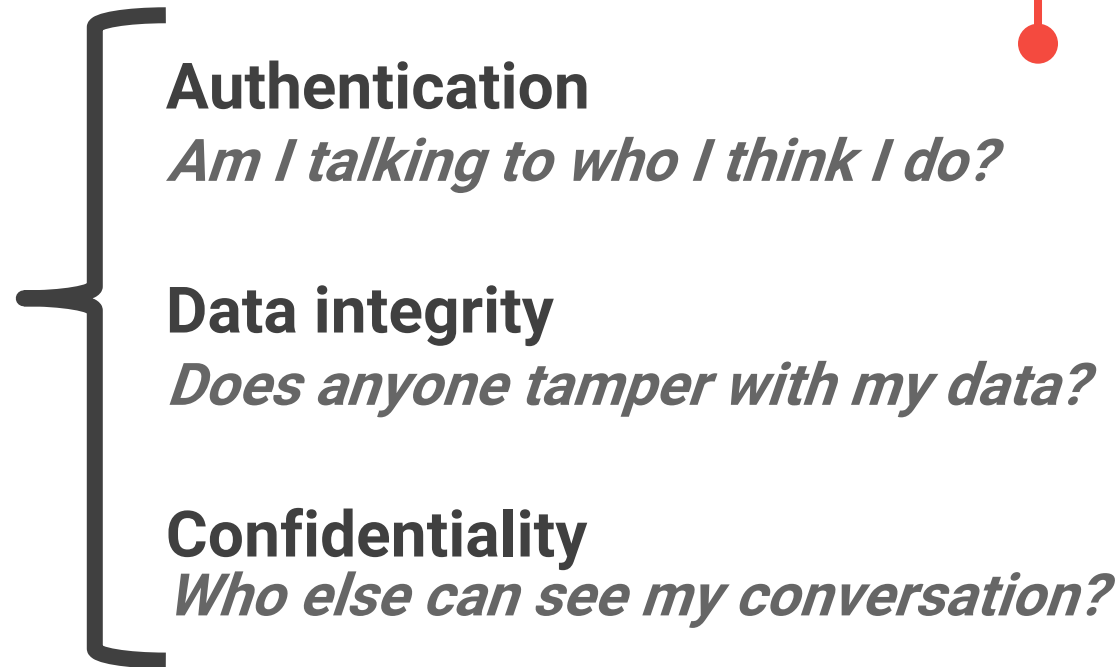 Authentication
Am I talking to who I think I do?
Data integrity
Does anyone tamper with my data?
Confidentiality
Who else can see my conversation?